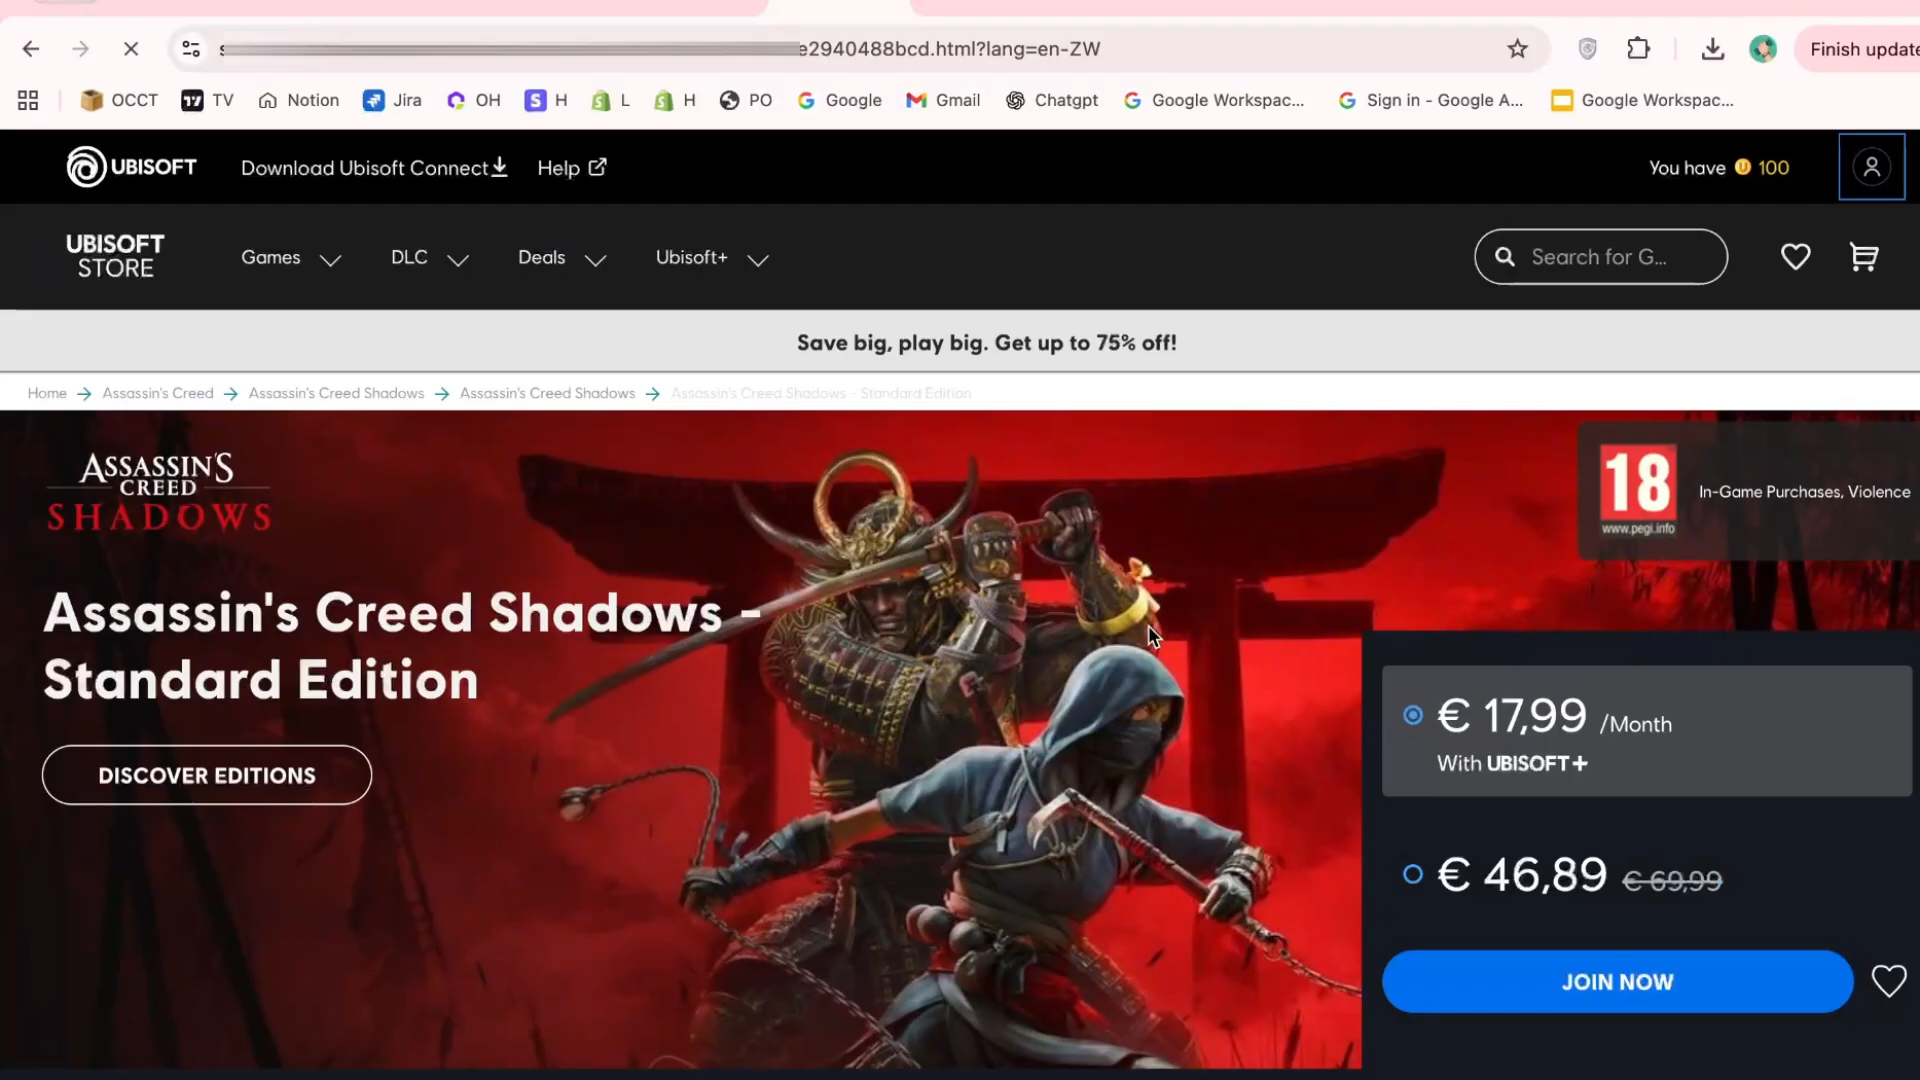 e2940488bcd.html?lang=en-ZW
Finish update
OCCT TV Notion Jira OH H L H PO Google Gmail Chatgpt Google Workspac... Sign in - Google A... Google Workspac...
UBISOFT Download Ubisoft Connect Help You have 100
UBISOFT
STORE
Games DLC Deals Ubisoft+ Search for G...
Save big, play big. Get up to 75% off!
Home Assassin's Creed Assassin's Creed Shadows Assassin's Creed Shadows Assassin's Creed Shadows - Standard Edition
ASSASSIN'S
CREED
SHADOWS
18
www.pegi.info
In-Game Purchases, Violence
Assassin's Creed Shadows -
Standard Edition
DISCOVER EDITIONS
€ 17,99 /Month
With UBISOFT+
€ 46,89 € 69,99
JOIN NOW